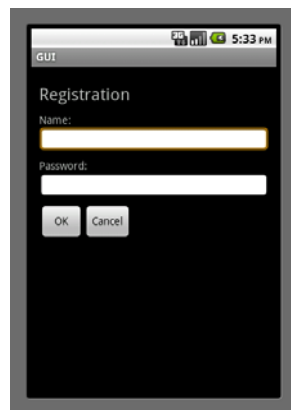 5:33 PM
GUI
Registration
Name:
Password:
OK Cancel